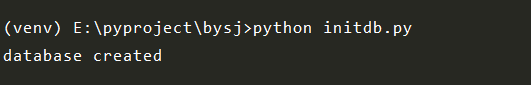 (venv) E:\pyproject\bysj>python initdb.py
database created